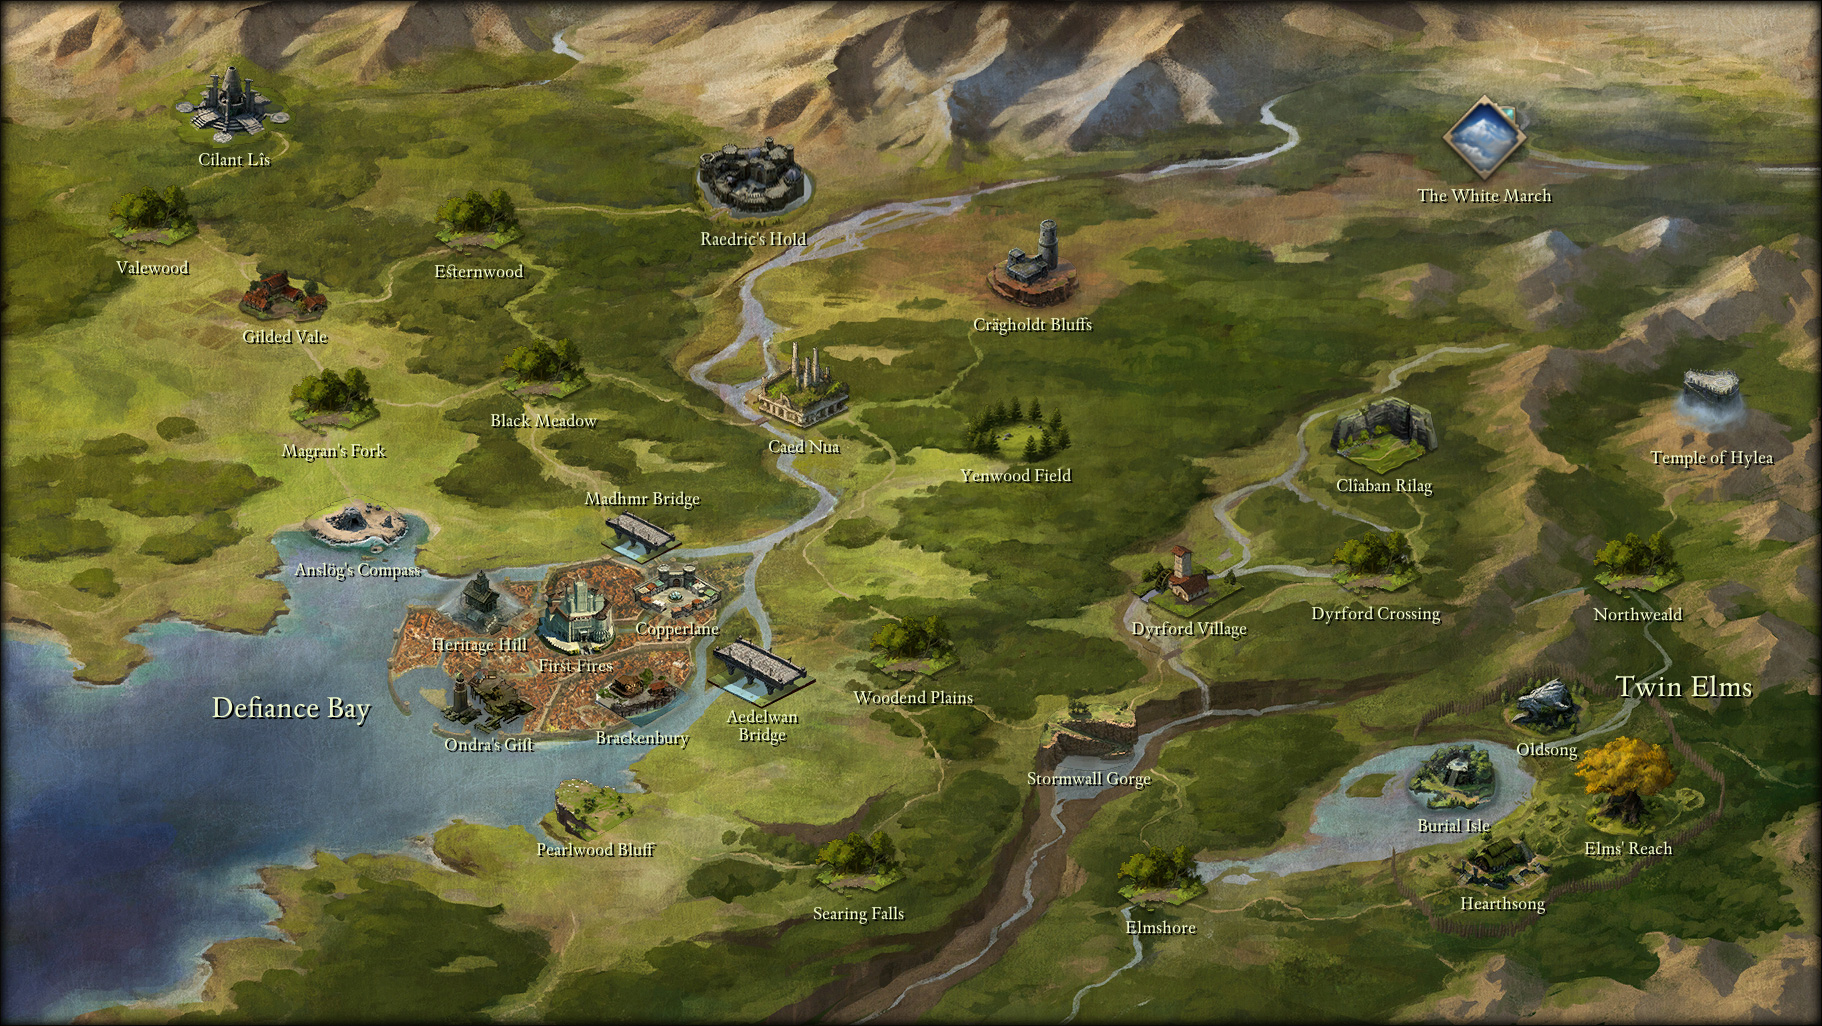 Cilant Lîs
The White March
Raedric's Hold
Valewood
Esternwood
Cragholdt Bluffs
Gilded Vale
Black Meadow
Magran's Fork
Caed Nua
Yenwood Field
Temple of Hylea
Clîaban Rilag
Madhmr Bridge
Anslög's Compass
Dyrford Crossing
Northweald
Dyrford Village
Heritage Hill
Copperlane
First Fires
Twin Elms
Woodend Plains
Defiance Bay
Aedelwan
Bridge
Ondra's Gift
Brackenbury
Oldsong
Stormwall Gorge
Burial Isle
Pearlwood Bluff
Elms' Reach
Hearthsong
Searing Falls
Elmshore